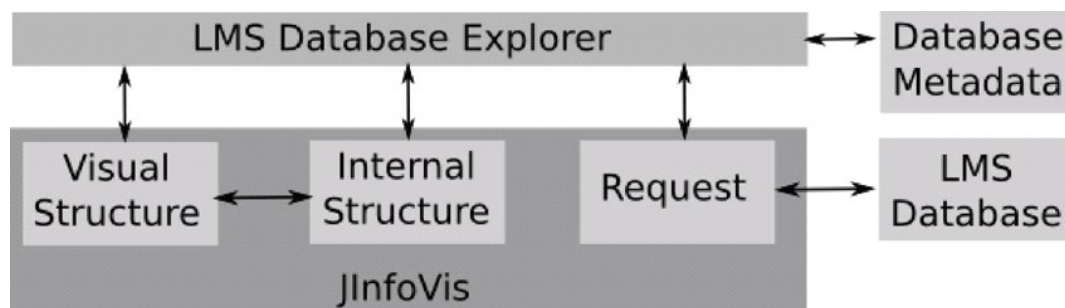 LMS Database Explorer
Database
Metadata
Visual
Structure
Internal
Structure
Request
LMS
Database
JInfoVis